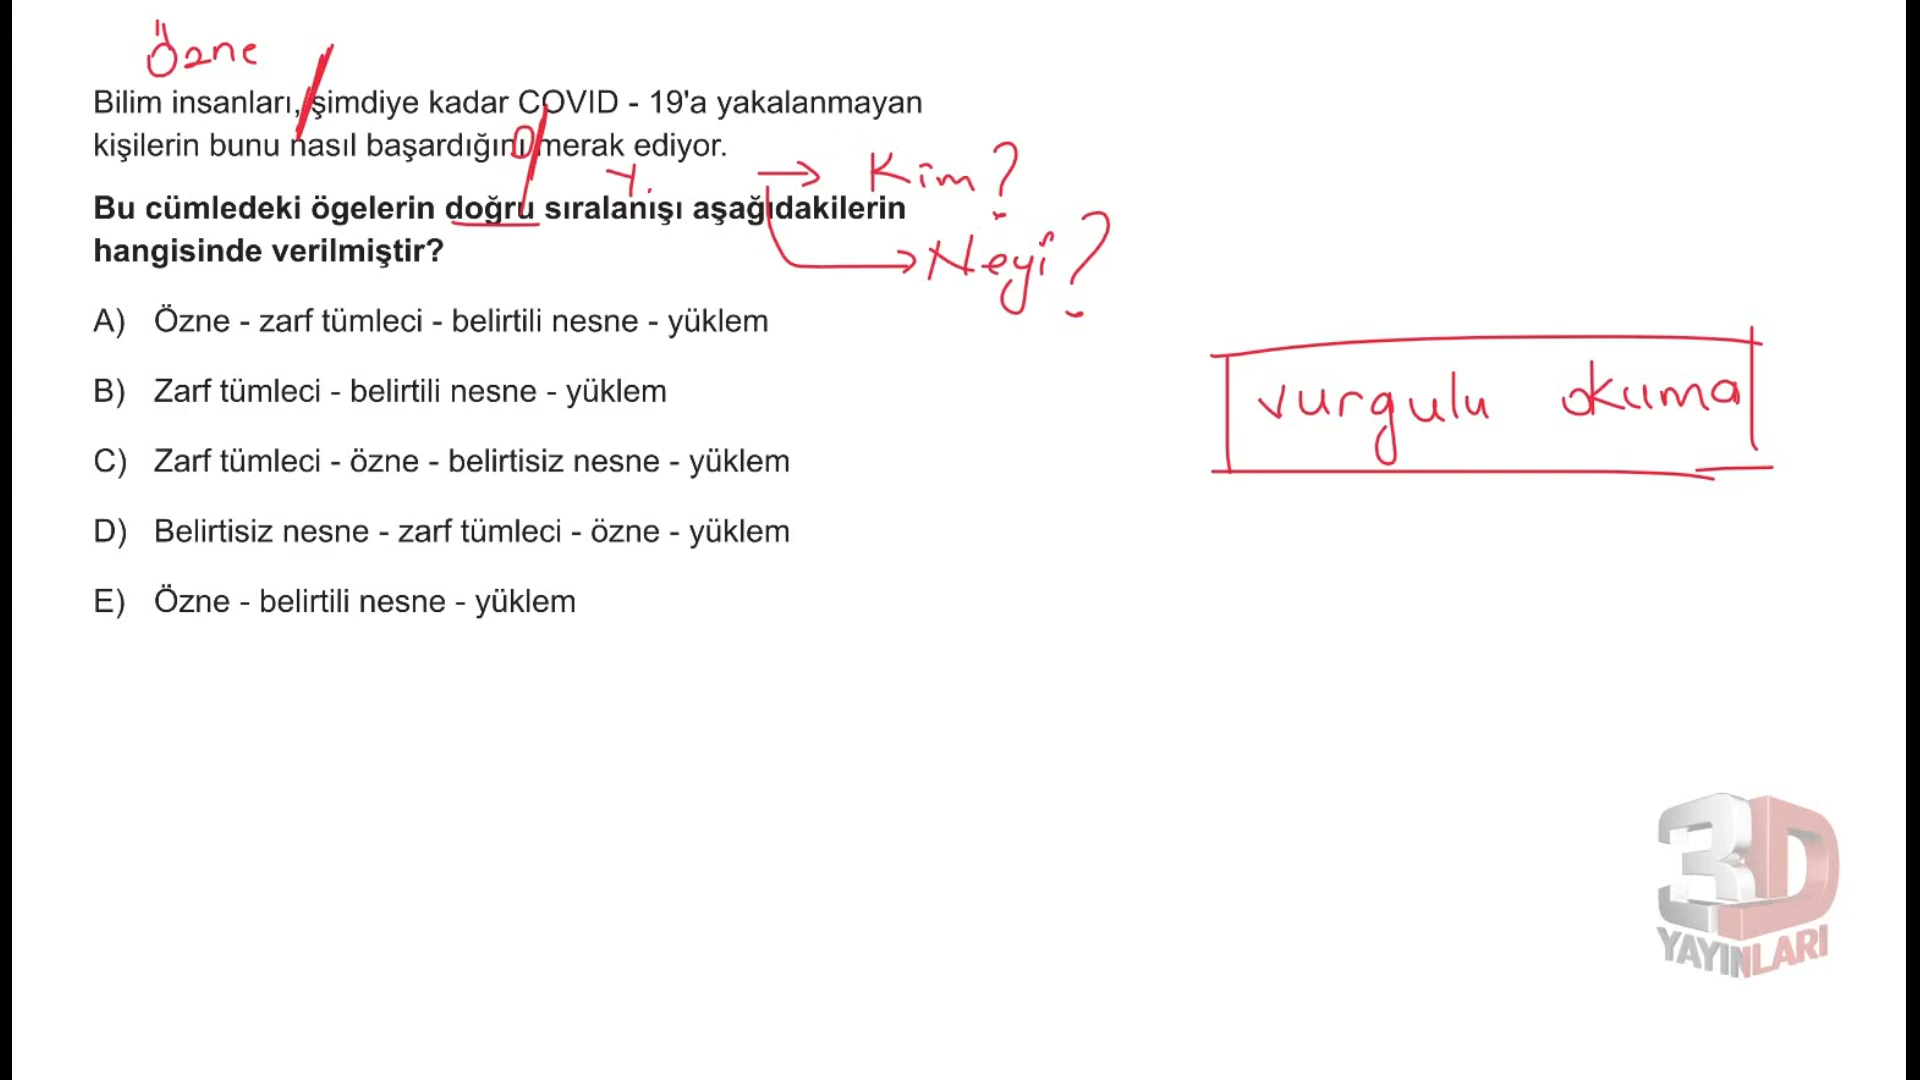 Özne
Bilim insanları, şimdiye kadar COVID - 19'a yakalanmayan
kişilerin bunu nasıl başardığını merak ediyor.
Y.
Kim?
Bu cümledeki ögelerin doğru sıralanışı aşağıdakilerin
hangisinde verilmiştir?
Neyi?
A) Özne - zarf tümleci - belirtili nesne - yüklem
B) Zarf tümleci - belirtili nesne - yüklem
vurgulu okuma
C) Zarf tümleci - özne - belirtisiz nesne - yüklem
D) Belirtisiz nesne - zarf tümleci - özne - yüklem
E) Özne - belirtili nesne - yüklem
3D
YAYINLARI